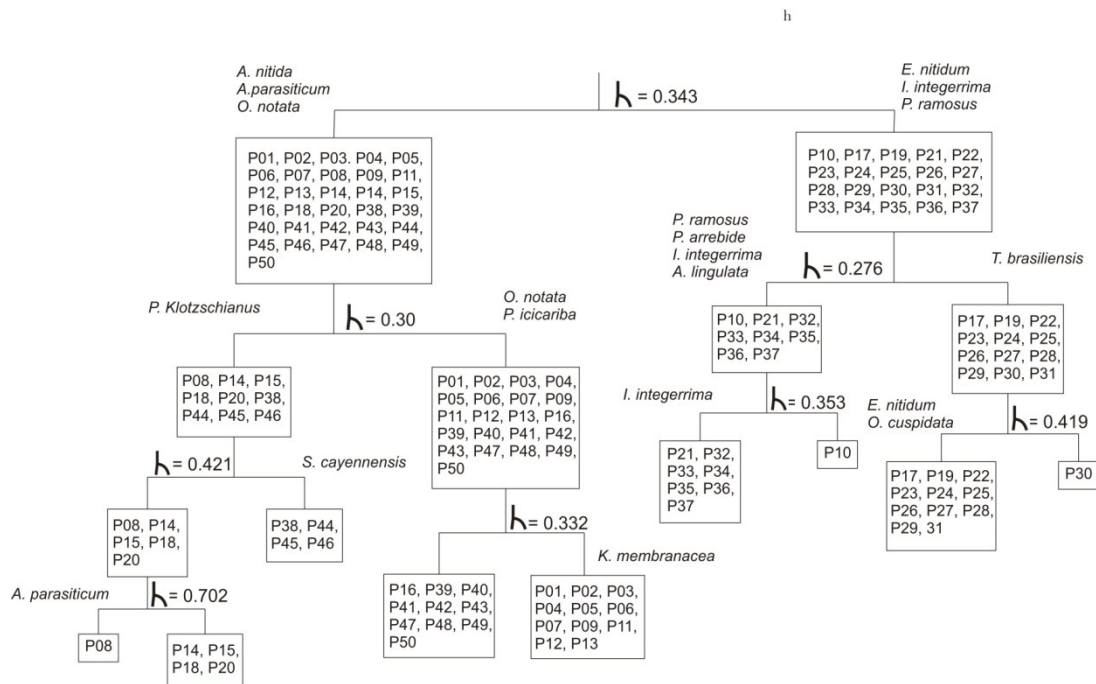 h
A. nitida
A.parasiticum
O. notata
E. nitidum
I. integerrima
P. ramosus
h = 0.343
P01, P02, P03. P04, P05,
P06, P07, P08, P09, P11,
P12, P13, P14, P14, P15,
P16, P18, P20, P38, P39,
P40, P41, P42, P43, P44,
P45, P46, P47, P48, P49,
P50
P10, P17, P19, P21, P22,
P23, P24, P25, P26, P27,
P28, P29, P30, P31, P32,
P33, P34, P35, P36, P37
P. ramosus
P. arrebide
I. integerrima
A. lingulata
h = 0.276
T. brasiliensis
P. Klotzschianus
h = 0.30
O. notata
P. icicariba
P10, P21, P32,
P33, P34, P35,
P36, P37
P17, P19, P22,
P23, P24, P25,
P26, P27, P28,
P29, P30, P31
P08, P14, P15,
P18, P20, P38,
P44, P45, P46
P01, P02, P03, P04,
P05, P06, P07, P09,
P11, P12, P13, P16,
P39, P40, P41, P42,
P43, P47, P48, P49,
P50
I. integerrima
h = 0.353
E. nitidum
O. cuspidata
h = 0.419
P21, P32,
P33, P34,
P35, P36,
P37
P10
P17, P19, P22,
P23, P24, P25,
P26, P27, P28,
P29, 31
P30
h = 0.421
S. cayennensis
P08, P14,
P15, P18,
P20
P38, P44,
P45, P46
h = 0.332
K. membranacea
A. parasiticum
h = 0.702
P16, P39, P40,
P41, P42, P43,
P47, P48, P49,
P50
P01, P02, P03,
P04, P05, P06,
P07, P09, P11,
P12, P13
P08
P14, P15,
P18, P20